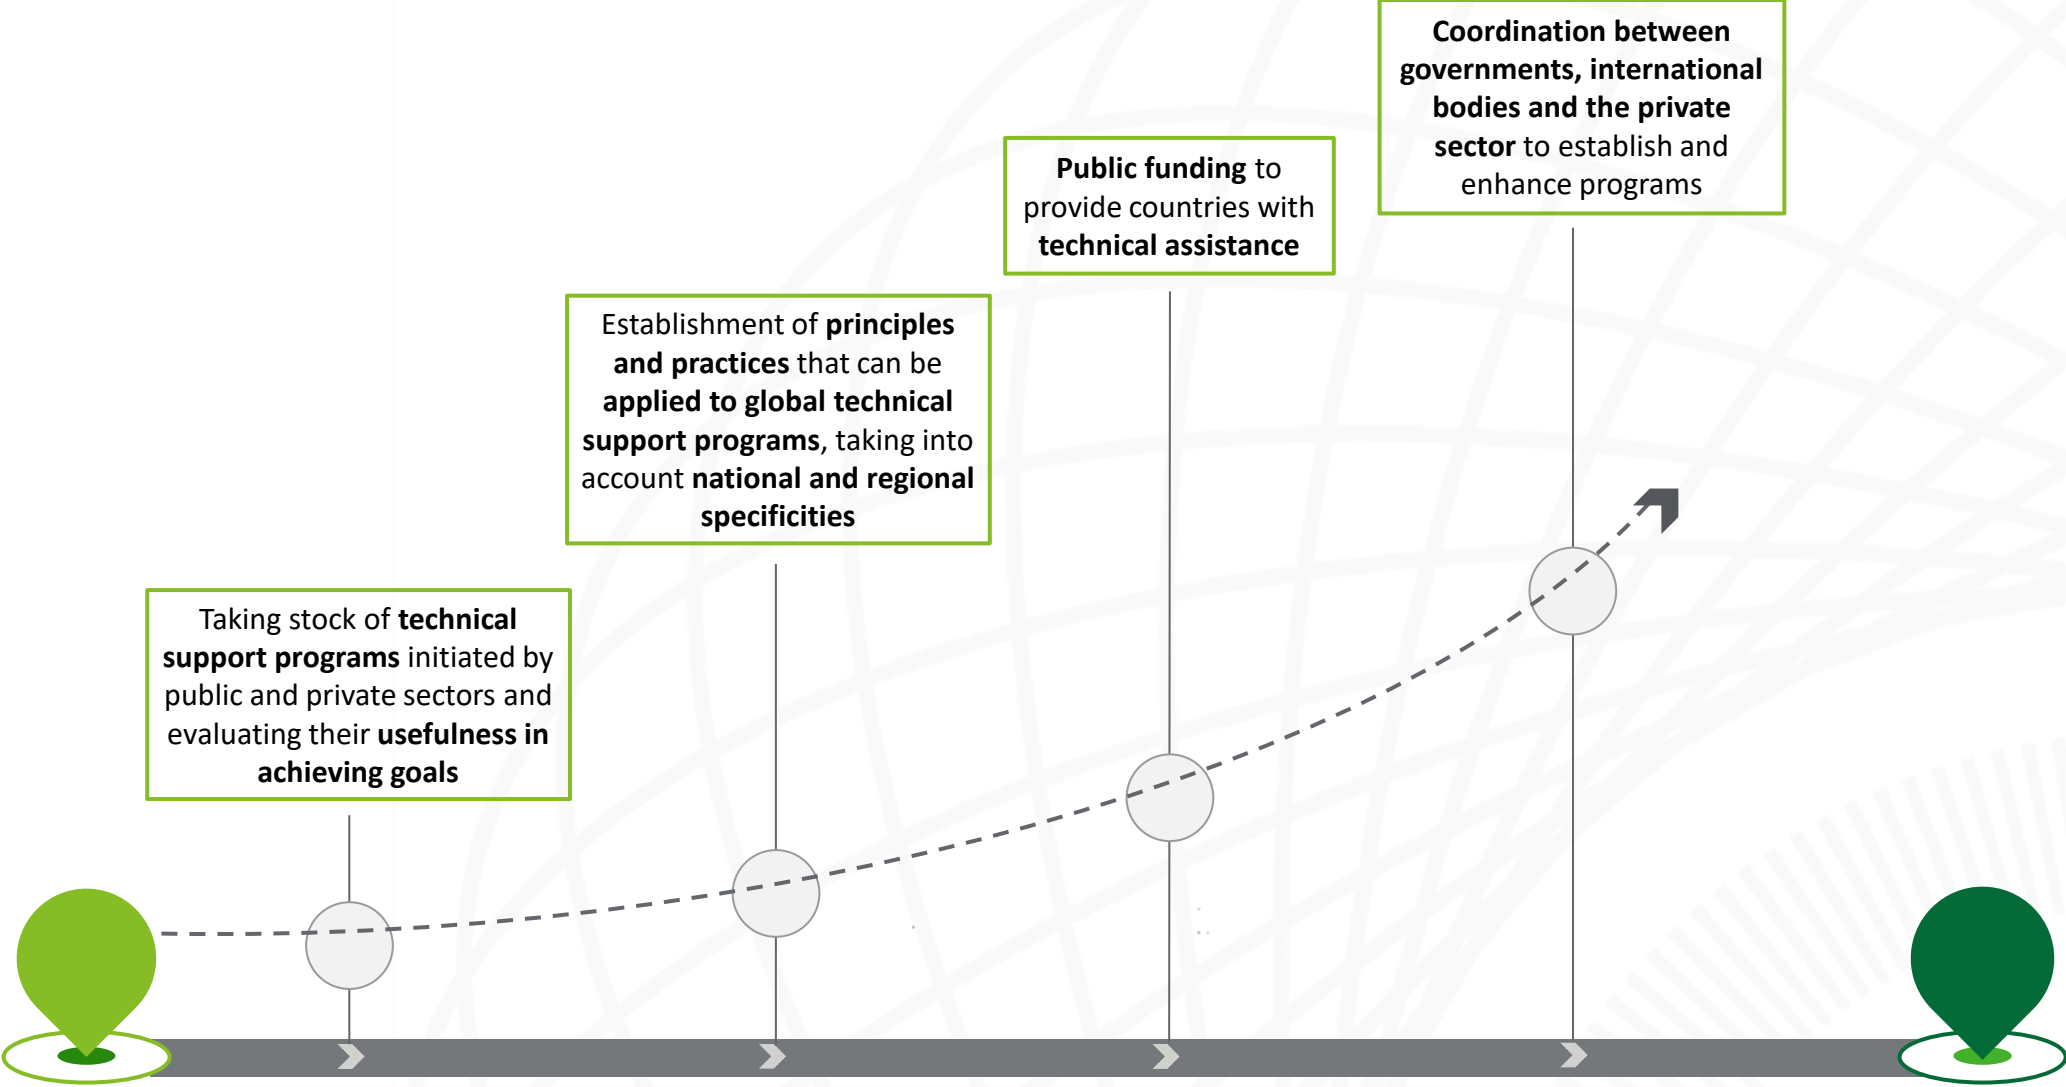 Coordination between
governments, international
bodies and the private
sector to establish and
enhance programs
Public funding to
provide countries with
technical assistance
Establishment of principles
and practices that can be
applied to global technical
support programs, taking into
account national and regional
specificities
Taking stock of technical
support programs initiated by
public and private sectors and
evaluating their usefulness in
achieving goals